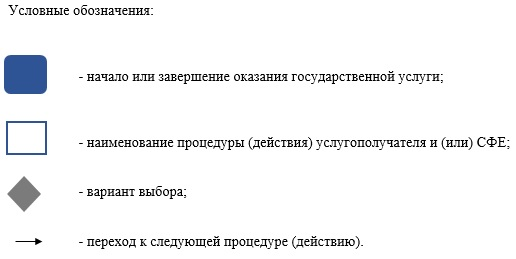 Условные обозначения:
- начало или завершение оказания государственной услуги;
- наименование процедуры (действия) услугополучателя и (или) СФЕ;
- вариант выбора;
- переход к следующей процедуре (действию).